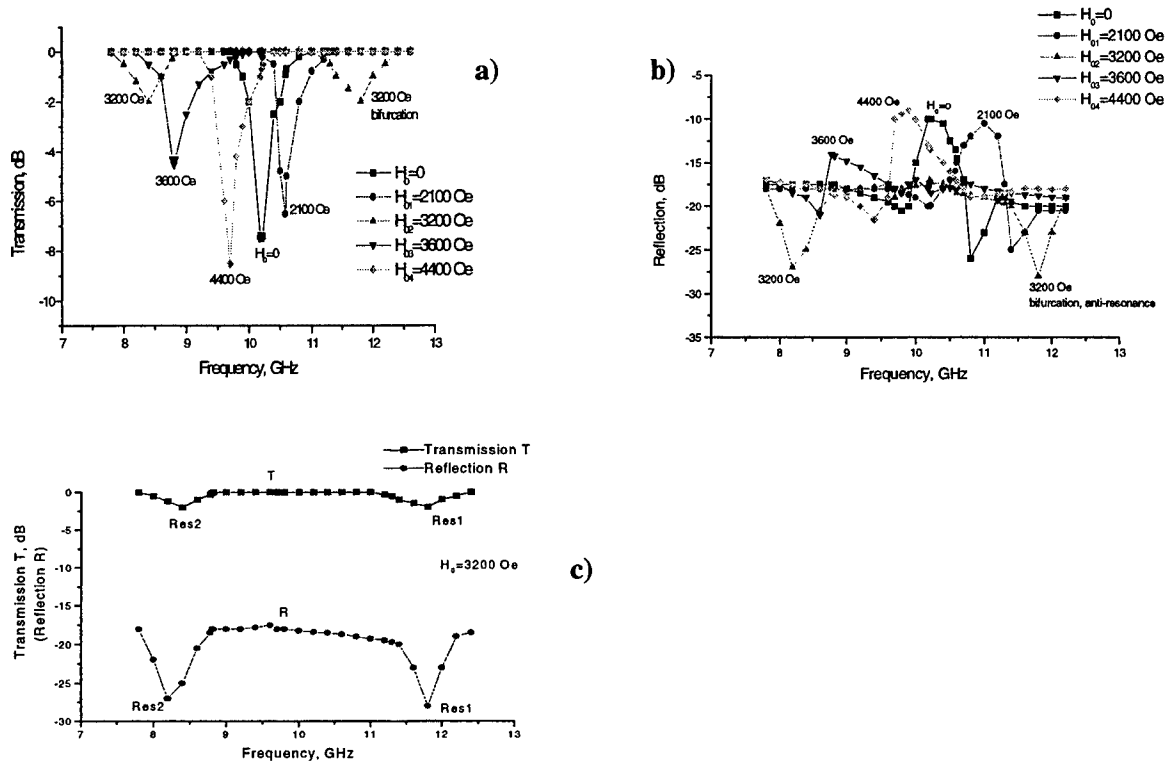 a)
0
-2
-4
-6
-8
-10
Transmission, dB
7 8 9 10 11 12 13
Frequency, GHz
3200 Oe
3600 Oe
4400 Oe
H₀=0
2100 Oe
3200 Oe
bifurcation
H₀=0
H₀₁=2100 Oe
H₀₂=3200 Oe
H₀₃=3600 Oe
H₀₄=4400 Oe
b)
H₀=0
H₀₁=2100 Oe
H₀₂=3200 Oe
H₀₃=3600 Oe
H₀₄=4400 Oe
-5
-10
-15
-20
-25
-30
-35
Reflection, dB
7 8 9 10 11 12 13
Frequency, GHz
4400 Oe
H₀=0
2100 Oe
3600 Oe
3200 Oe
3200 Oe
bifurcation, anti-resonance
c)
Transmission T
Reflection R
0
-5
-10
-15
-20
-25
-30
Transmission T, dB
(Reflection R)
T
Res2
Res1
H₀=3200 Oe
R
Res2
Res1
7 8 9 10 11 12 13
Frequency, GHz